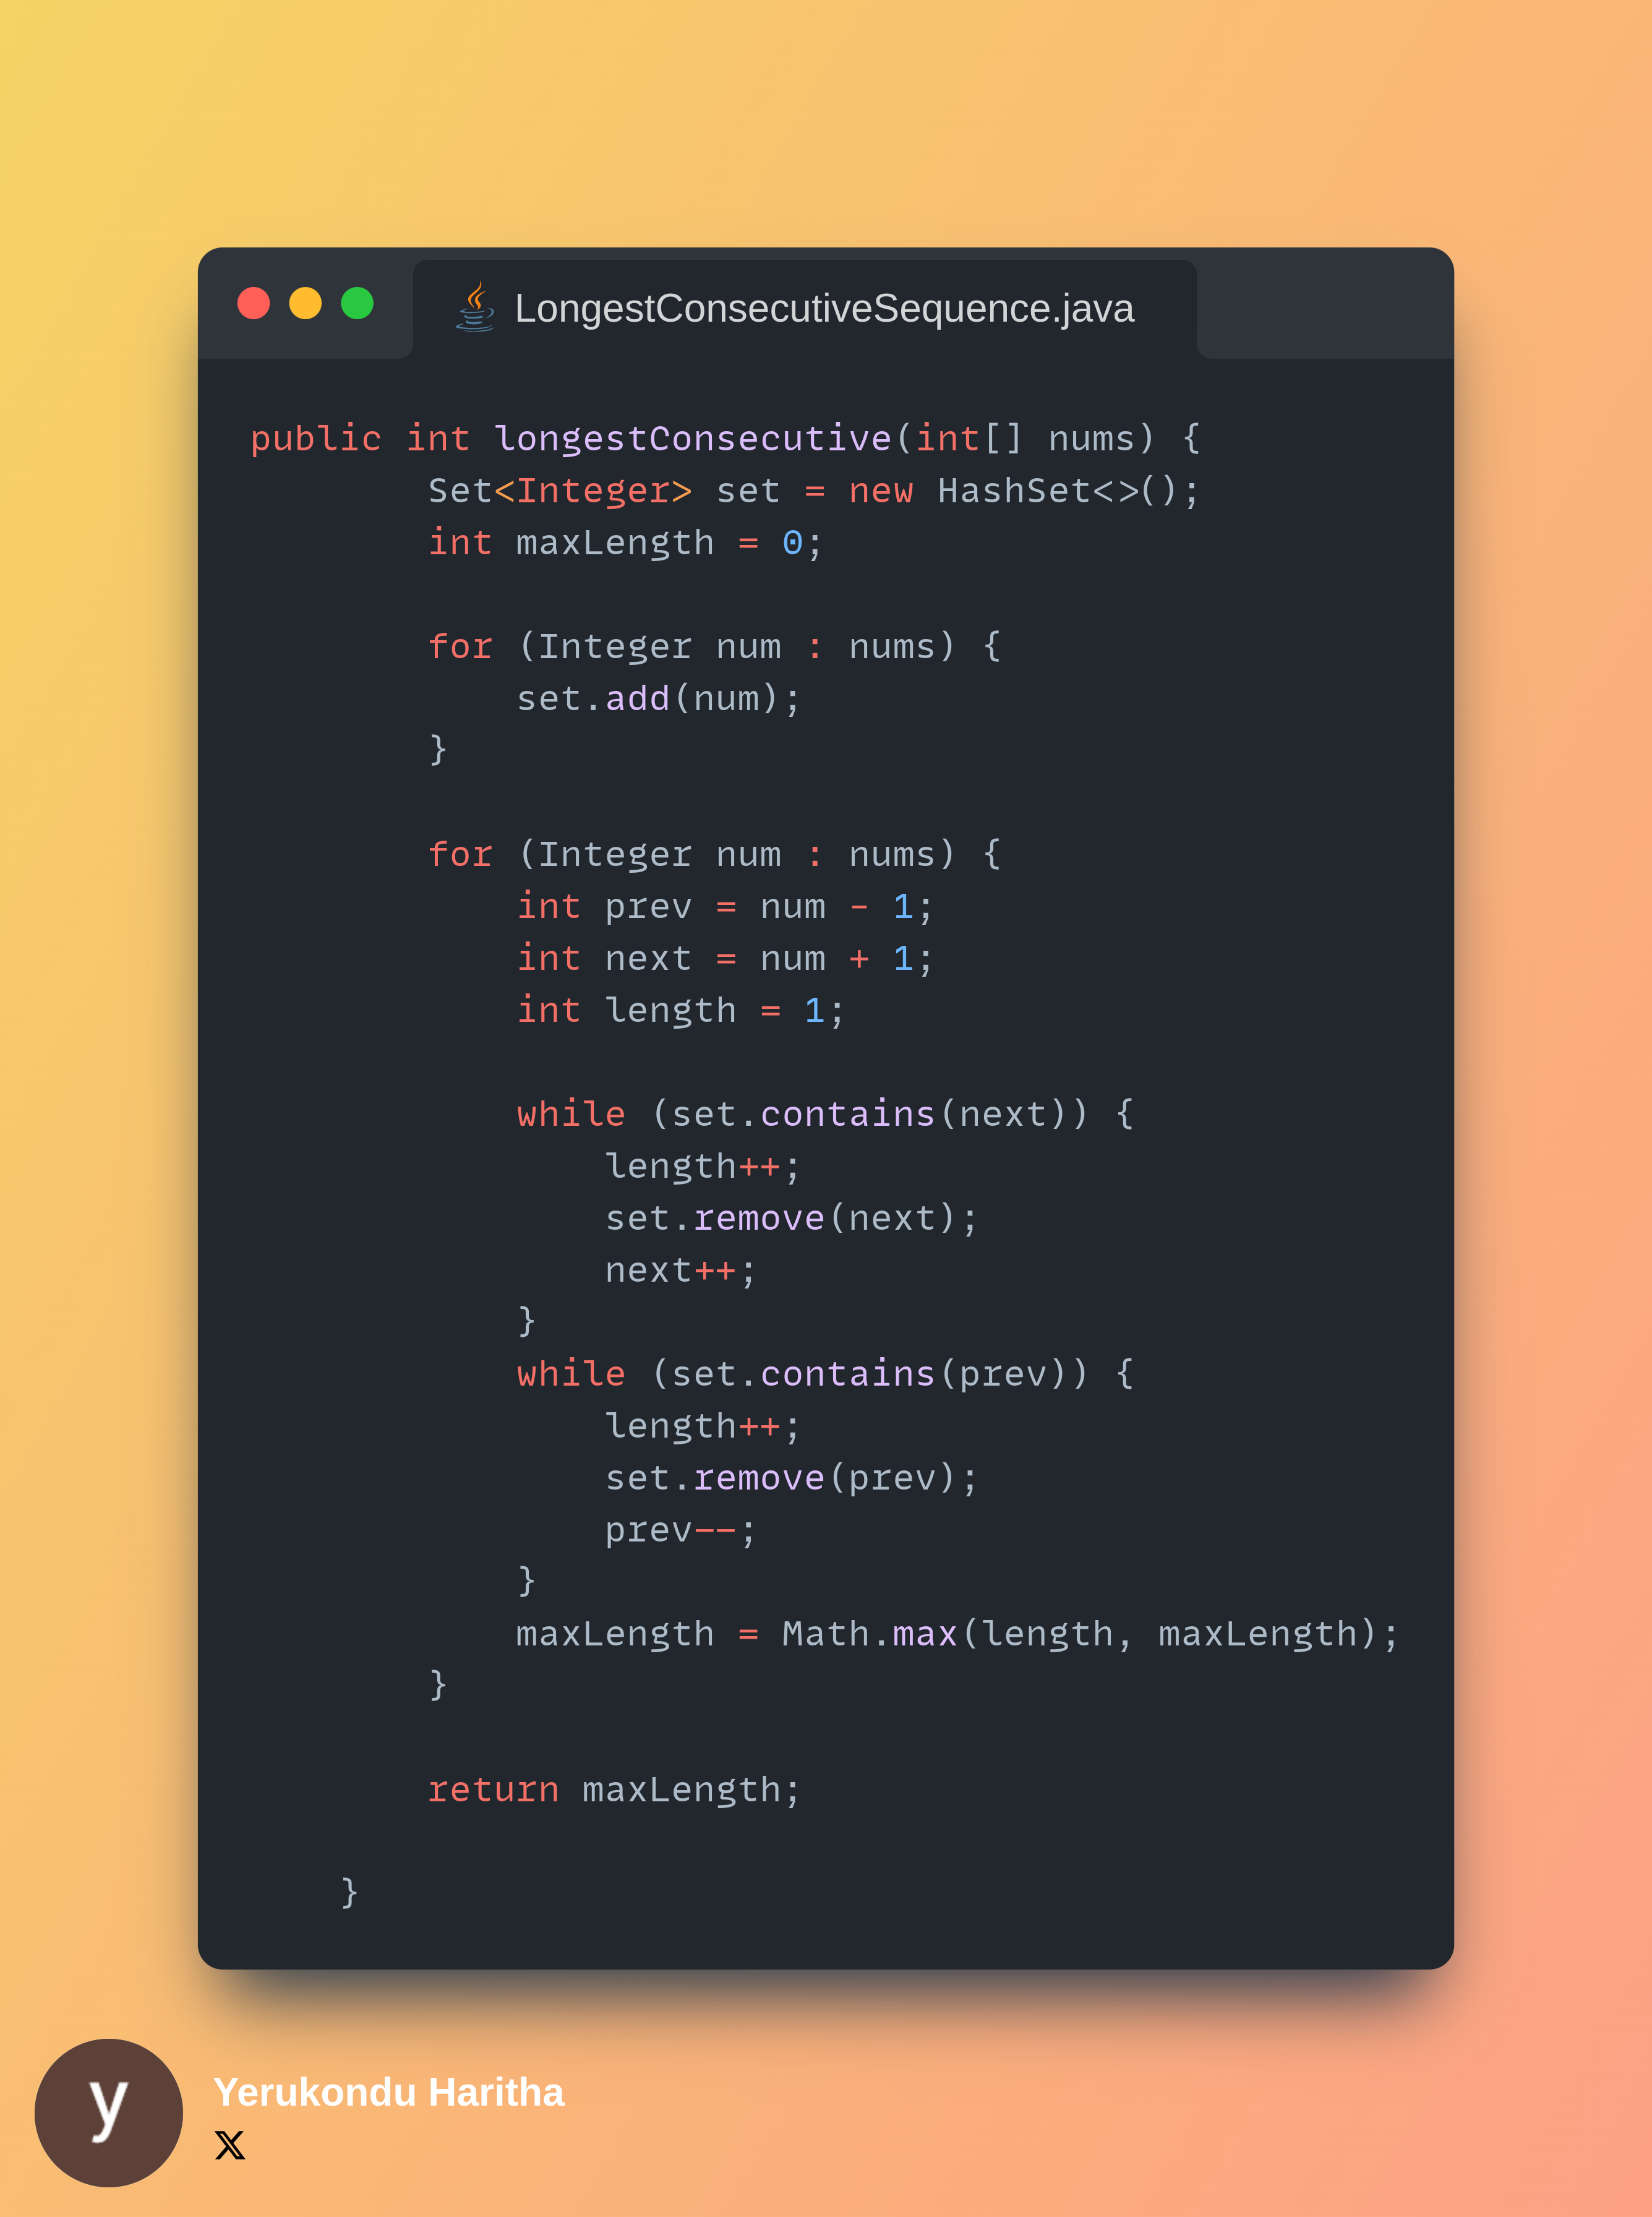 LongestConsecutiveSequence.java
public int longestConsecutive(int[] nums) {
        Set<Integer> set = new HashSet<>();
        int maxLength = 0;

        for (Integer num : nums) {
            set.add(num);
        }

        for (Integer num : nums) {
            int prev = num - 1;
            int next = num + 1;
            int length = 1;

            while (set.contains(next)) {
                length++;
                set.remove(next);
                next++;
            }
            while (set.contains(prev)) {
                length++;
                set.remove(prev);
                prev--;
            }
            maxLength = Math.max(length, maxLength);
        }

        return maxLength;

    }
y
Yerukondu Haritha